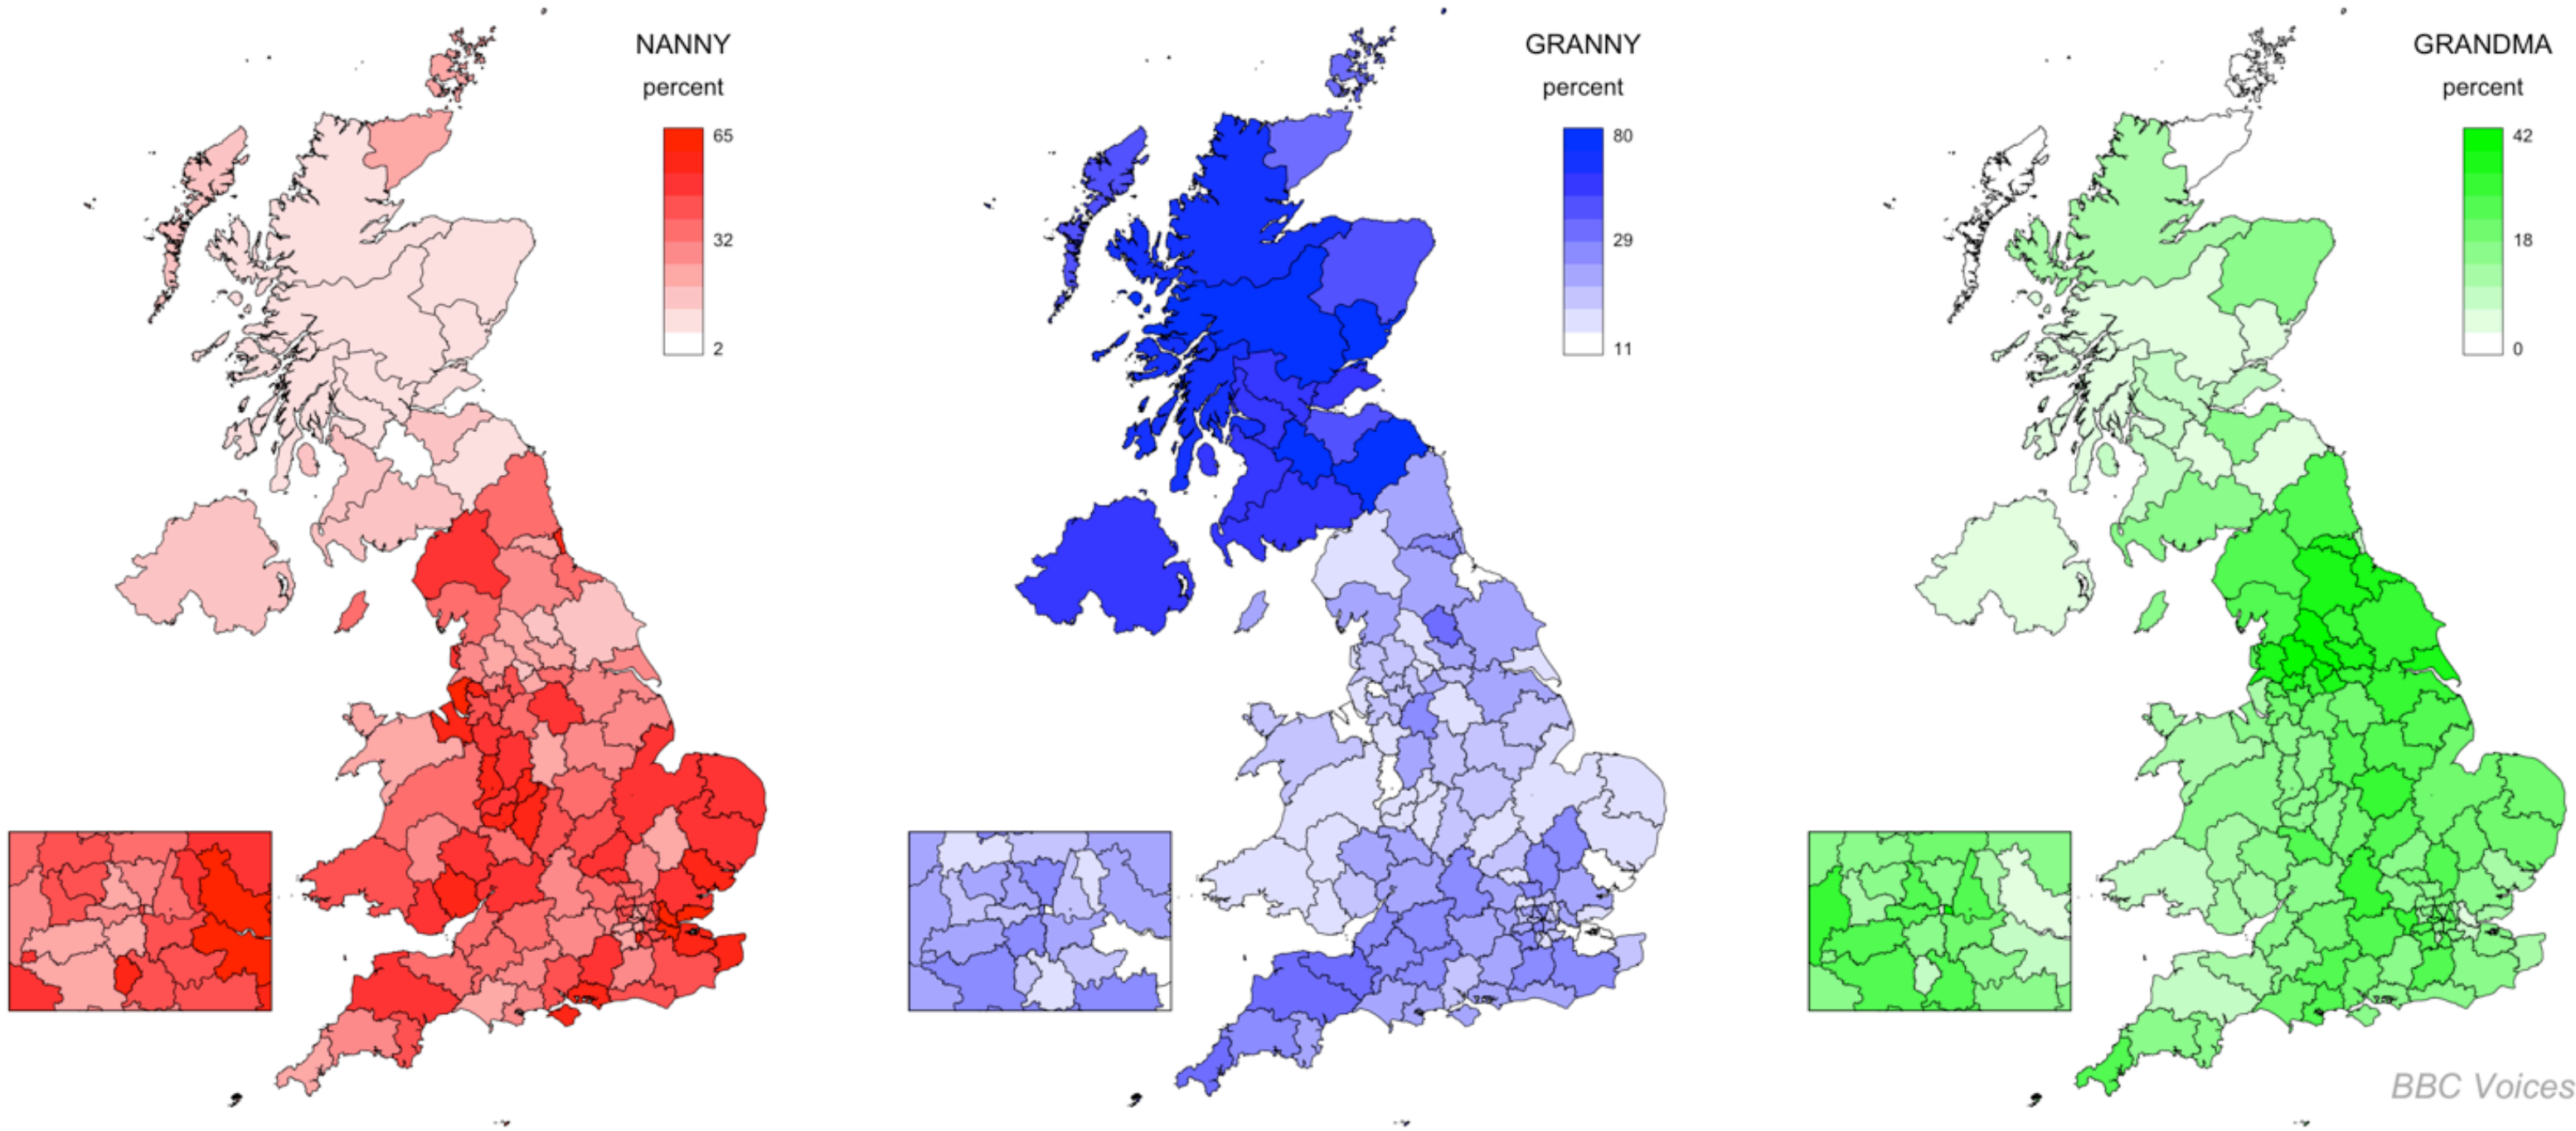 NANNY
percent
65
32
2
GRANNY
percent
80
29
11
GRANDMA
percent
42
18
0
BBC Voices